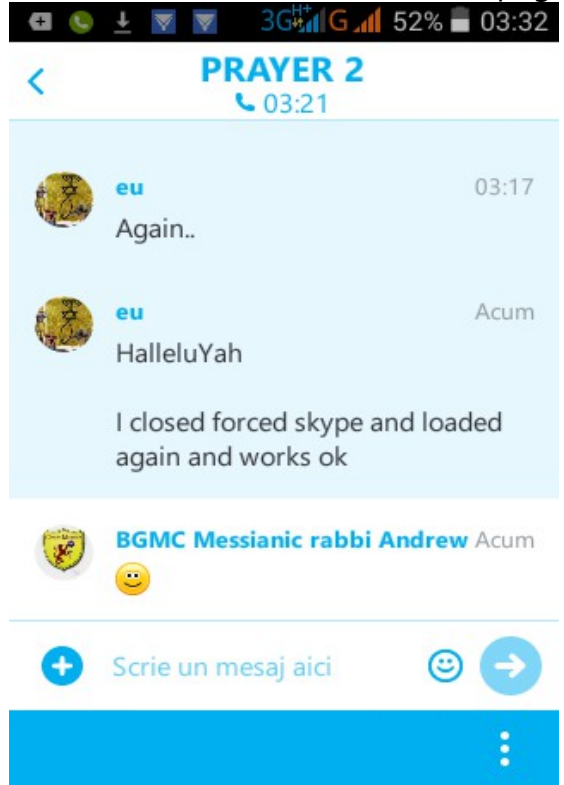 3G H+ G 52% 03:32
PRAYER 2
03:21
eu 03:17
Again..
eu Acum
HalleluYah
I closed forced skype and loaded
again and works ok
BGMC Messianic rabbi Andrew Acum
Scrie un mesaj aici